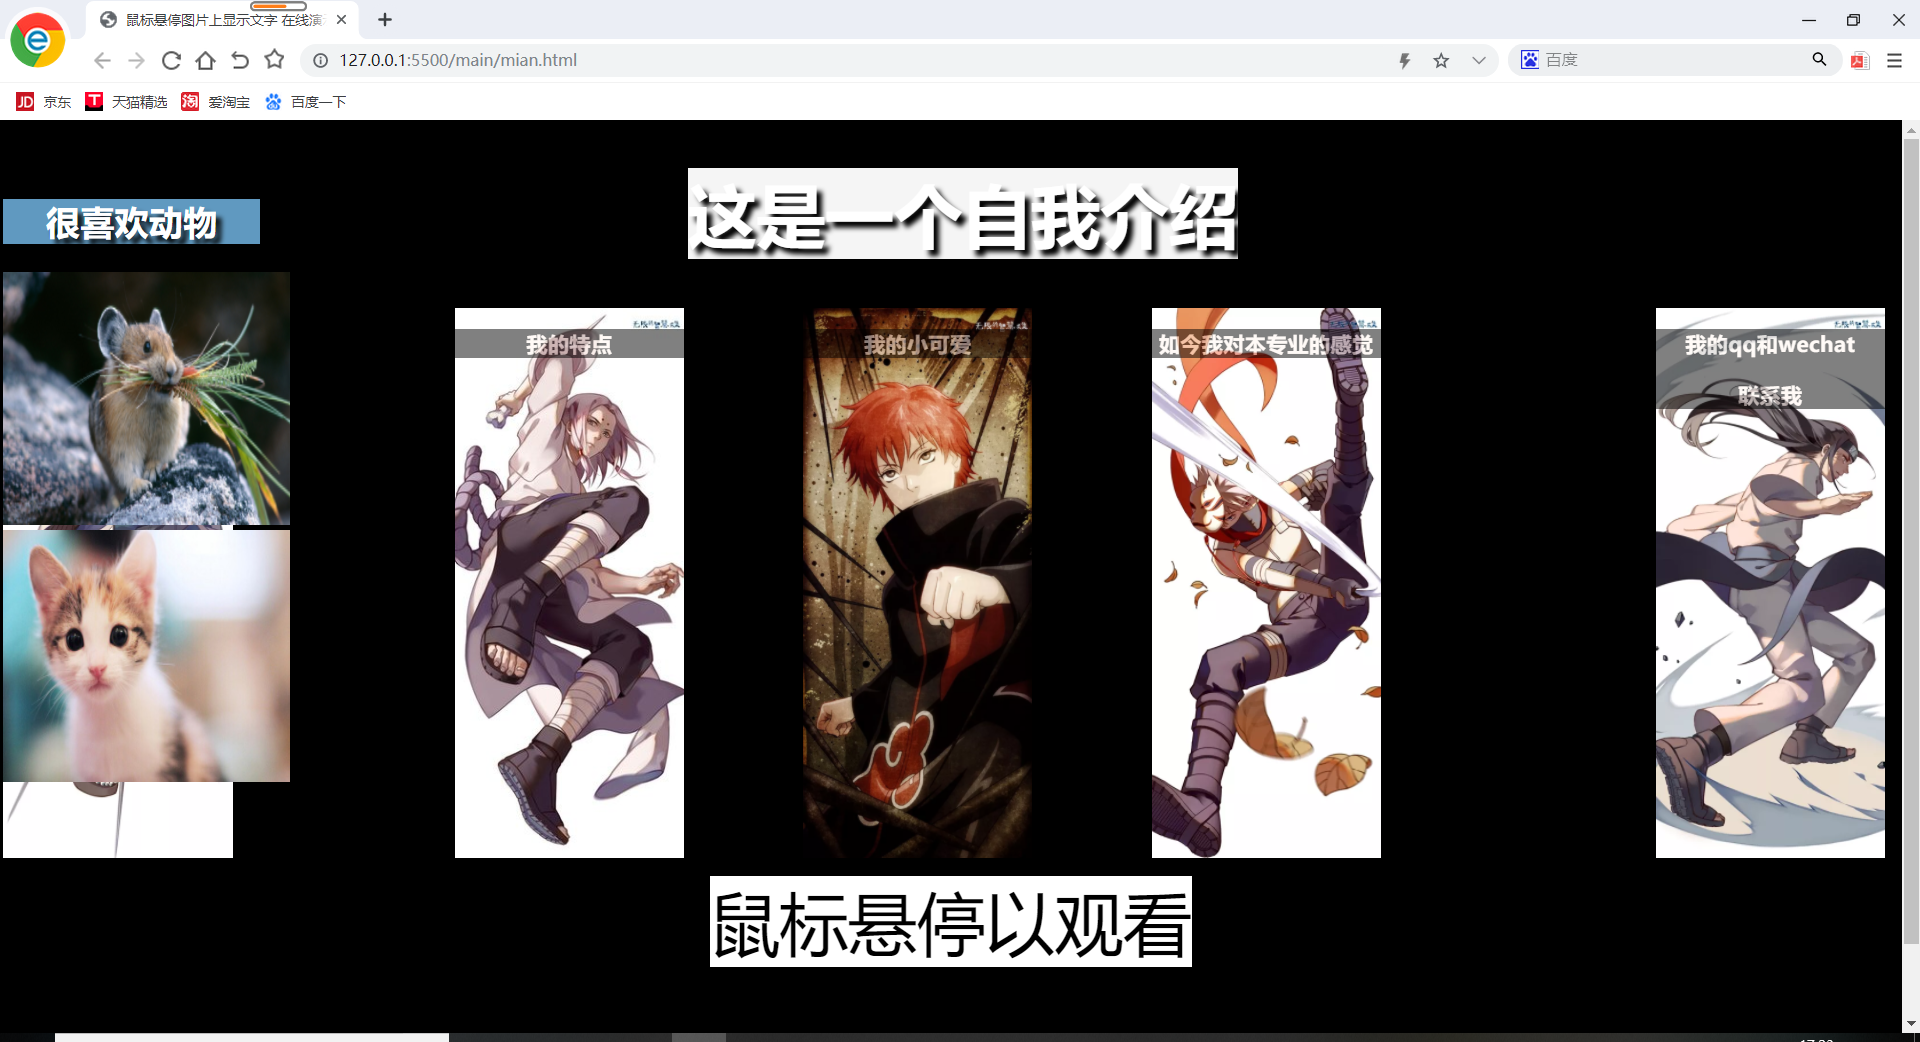 鼠标悬停图片上显示文字 在线演
127.0.0.1:5500/main/mian.html
百度
JD 京东
T 天猫精选
淘 爱淘宝
百度一下
这是一个自我介绍
很喜欢动物
我的特点
我的小可爱
如今我对本专业的感觉
我的qq和wechat
联系我
鼠标悬停以观看